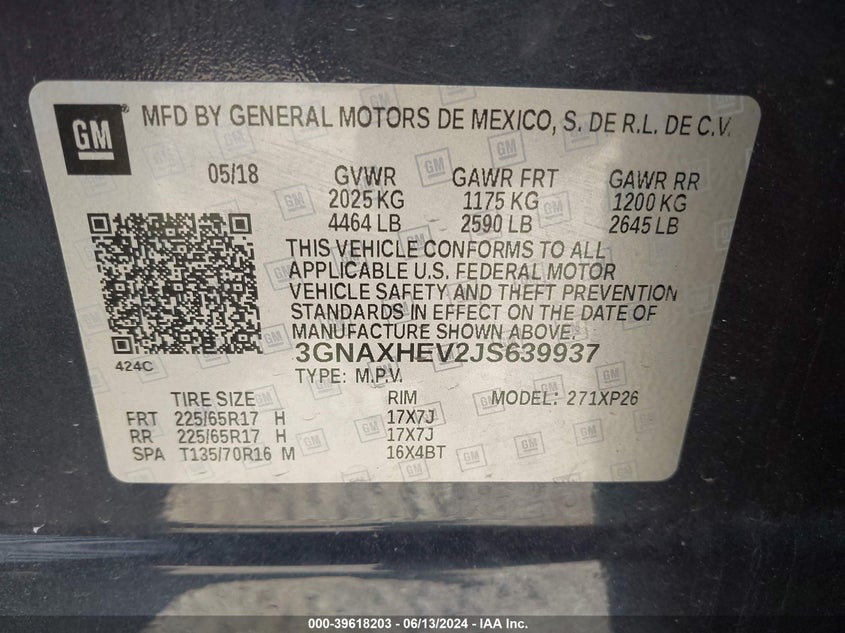 GM
MFD BY GENERAL MOTORS DE MEXICO, S. DE R.L. DE C.V.
05/18 GVWR GAWR FRT GAWR RR
2025 KG 1175 KG 1200 KG
4464 LB 2590 LB 2645 LB
THIS VEHICLE CONFORMS TO ALL
APPLICABLE U.S. FEDERAL MOTOR
VEHICLE SAFETY AND THEFT PREVENTION
STANDARDS IN EFFECT ON THE DATE OF
MANUFACTURE SHOWN ABOVE.
424C
3GNAXHEV2JS639937
TYPE: M.P.V.
TIRE SIZE RIM MODEL: 271XP26
FRT 225/65R17 H 17X7J
RR 225/65R17 H 17X7J
SPA T135/70R16 M 16X4BT
000-39618203 - 06/13/2024 - IAA Inc.